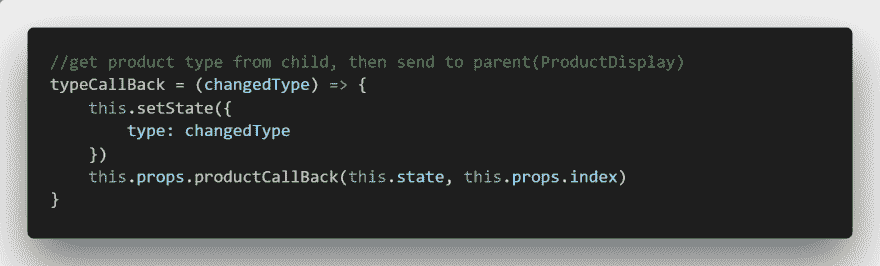 //get product type from child, then send to parent(ProductDisplay)
typeCallBack = (changedType) => {
    this.setState({
        type: changedType
    })
    this.props.productCallBack(this.state, this.props.index)
}